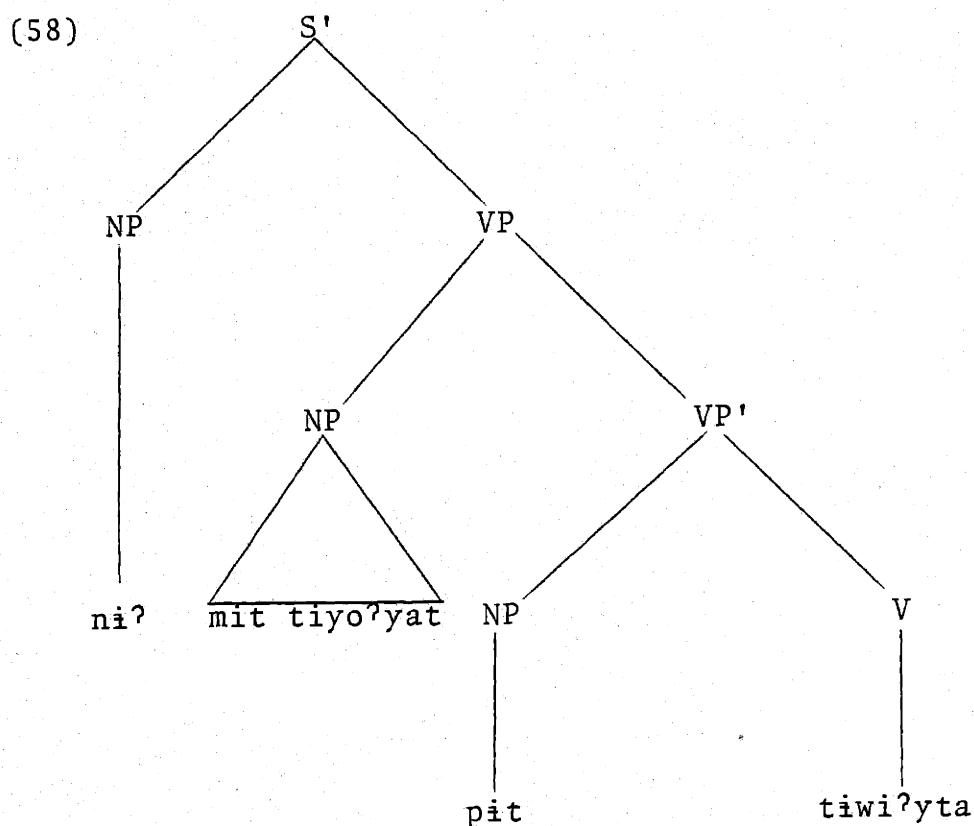 (58) S'
NP VP
NP VP'
nɨʔ mit tiyoʔyat NP V
pɨt tɨwiʔyta